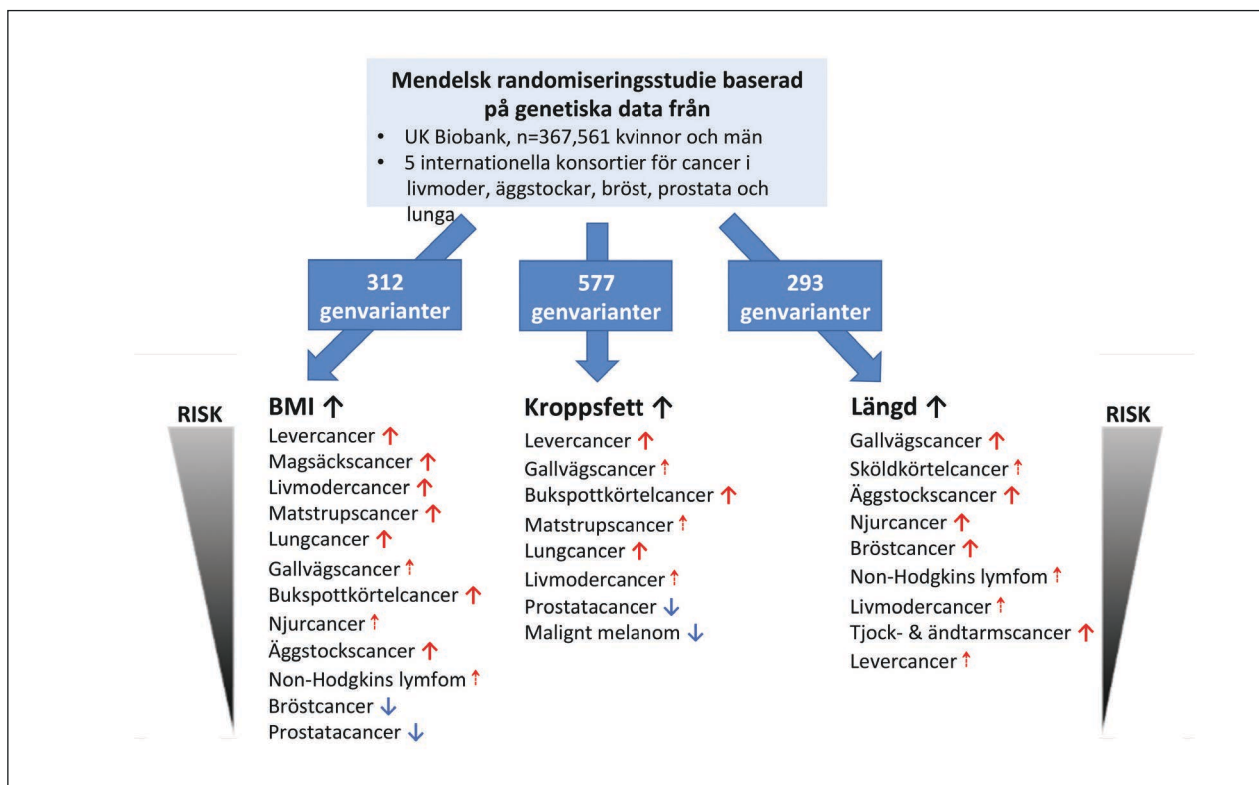 Mendelsk randomiseringsstudie baserad
på genetiska data från
• UK Biobank, n=367,561 kvinnor och män
• 5 internationella konsortier för cancer i
livmoder, äggstockar, bröst, prostata och
lunga
312
genvarianter
577
genvarianter
293
genvarianter
RISK
BMI ↑
Levercancer ↑
Magsäckscancer ↑
Livmodercancer ↑
Matstrupscancer ↑
Lungcancer ↑
Gallvägscancer ↑
Bukspottkörtelcancer ↑
Njurcancer ↑
Äggstockscancer ↑
Non-Hodgkins lymfom ↑
Bröstcancer ↓
Prostatacancer ↓
Kroppsfett ↑
Levercancer ↑
Gallvägscancer ↑
Bukspottkörtelcancer ↑
Matstrupscancer ↑
Lungcancer ↑
Livmodercancer ↑
Prostatacancer ↓
Malignt melanom ↓
Längd ↑
Gallvägscancer ↑
Sköldkörtelcancer ↑
Äggstockscancer ↑
Njurcancer ↑
Bröstcancer ↑
Non-Hodgkins lymfom ↑
Livmodercancer ↑
Tjock- & ändtarmscancer ↑
Levercancer ↑
RISK